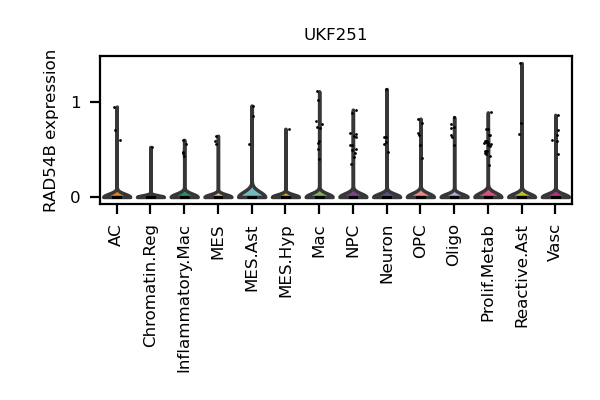 UKF251
RAD54B expression
1
0
AC
Chromatin.Reg
Inflammatory.Mac
MES
MES.Ast
MES.Hyp
Mac
NPC
Neuron
OPC
Oligo
Prolif.Metab
Reactive.Ast
Vasc